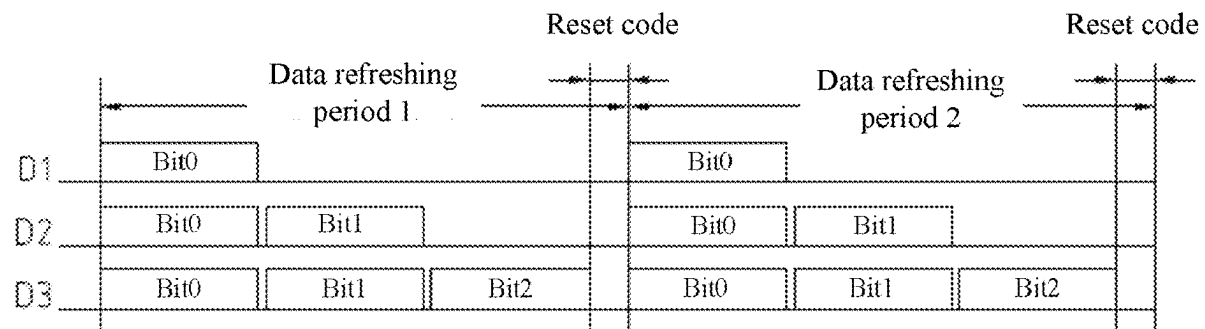 Reset code
Reset code
Data refreshing
period 1
Data refreshing
period 2
D1
Bit0
Bit0
D2
Bit0
Bit1
Bit0
Bit1
D3
Bit0
Bit1
Bit2
Bit0
Bit1
Bit2